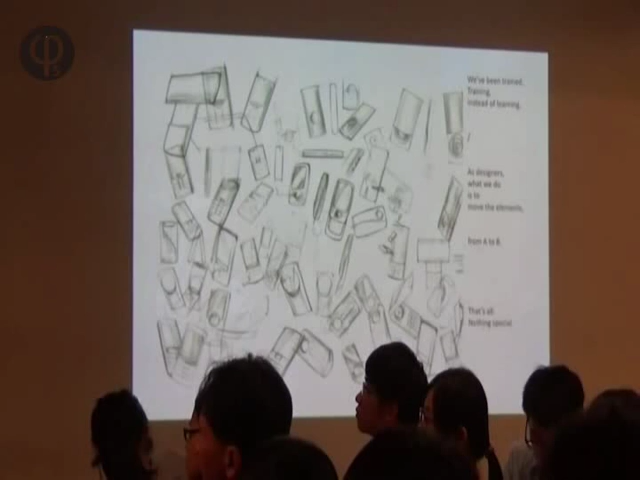 We've been trained.
Training.
instead of learning.
/
As designers,
what we do
is to
move the elements,
from A to B.
That's all
Nothing special